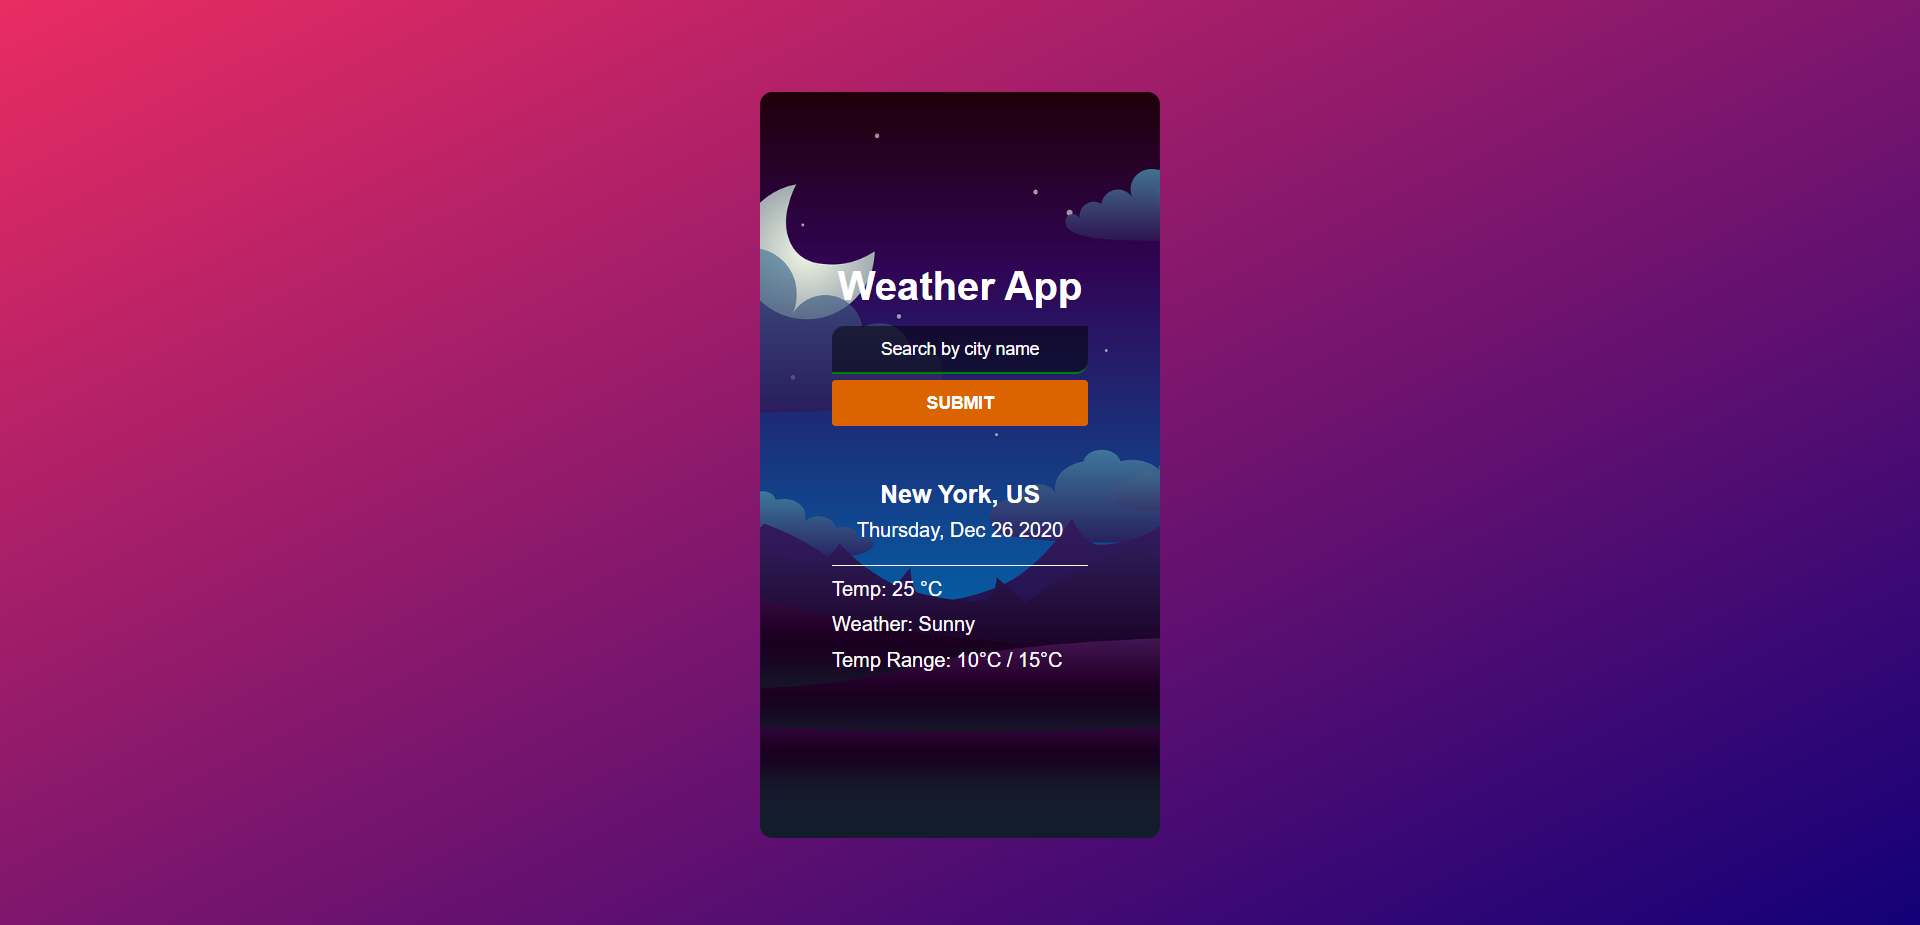 Weather App
Search by city name
SUBMIT
New York, US
Thursday, Dec 26 2020
Temp: 25 °C
Weather: Sunny
Temp Range: 10°C / 15°C